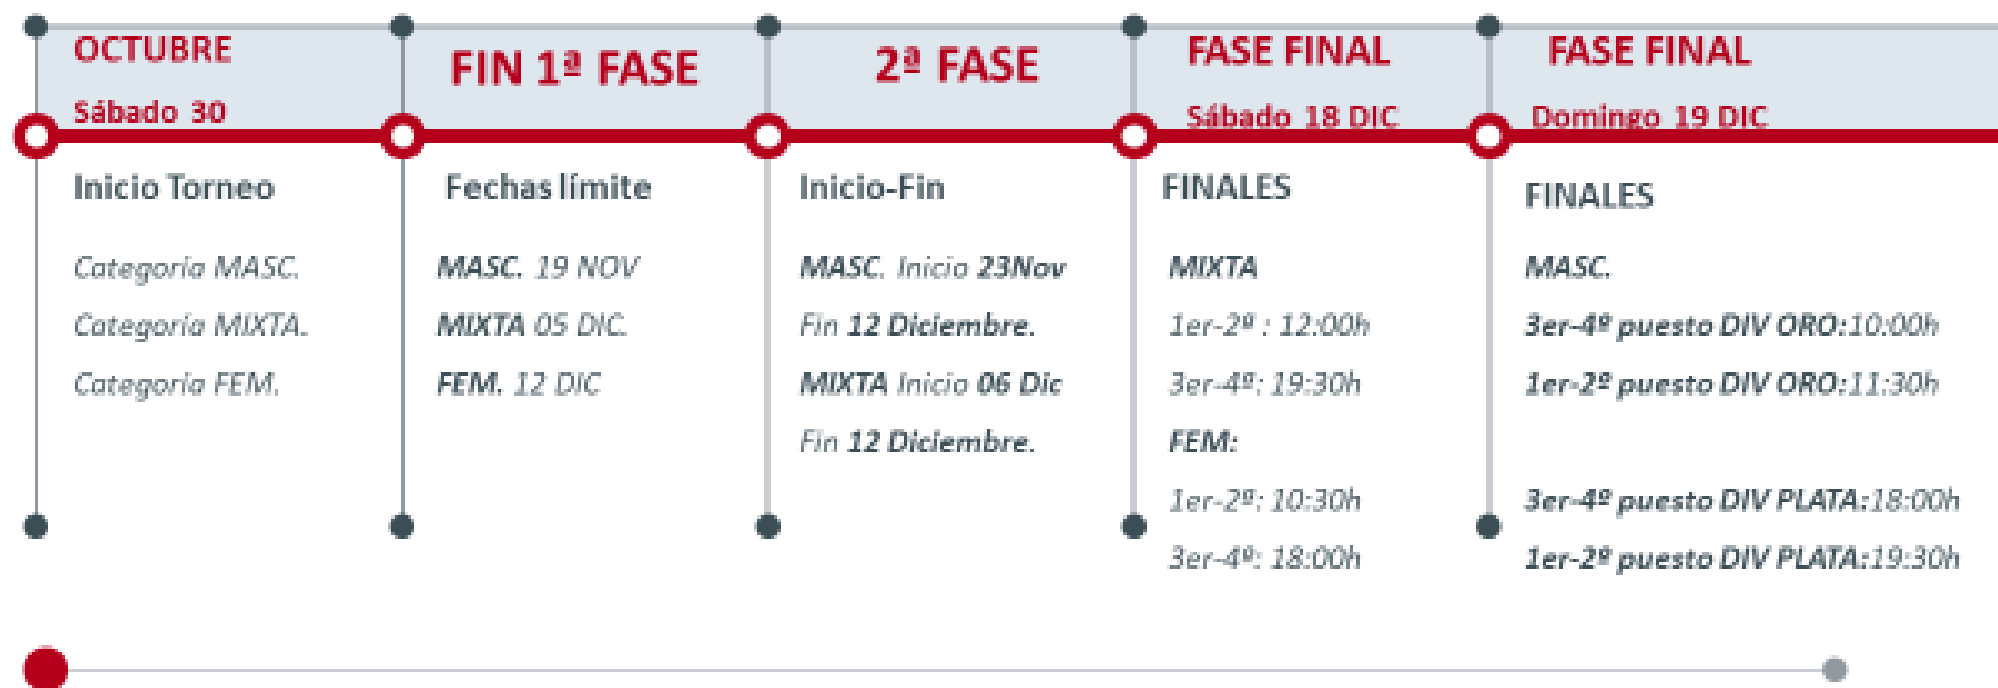 OCTUBRE
Sábado 30
Inicio Torneo
Categoría MASC.
Categoría MIXTA.
Categoría FEM.
FIN 1ª FASE
Fechas límite
MASC. 19 NOV
MIXTA 05 DIC.
FEM. 12 DIC
2ª FASE
Inicio-Fin
MASC. Inicio 23Nov
Fin 12 Diciembre.
MIXTA Inicio 06 Dic
Fin 12 Diciembre.
FASE FINAL
Sábado 18 DIC
FINALES
MIXTA
1er-2º : 12:00h
3er-4º: 19:30h
FEM:
1er-2º: 10:30h
3er-4º: 18:00h
FASE FINAL
Domingo 19 DIC
FINALES
MASC.
3er-4º puesto DIV ORO:10:00h
1er-2º puesto DIV ORO:11:30h
3er-4º puesto DIV PLATA:18:00h
1er-2º puesto DIV PLATA:19:30h